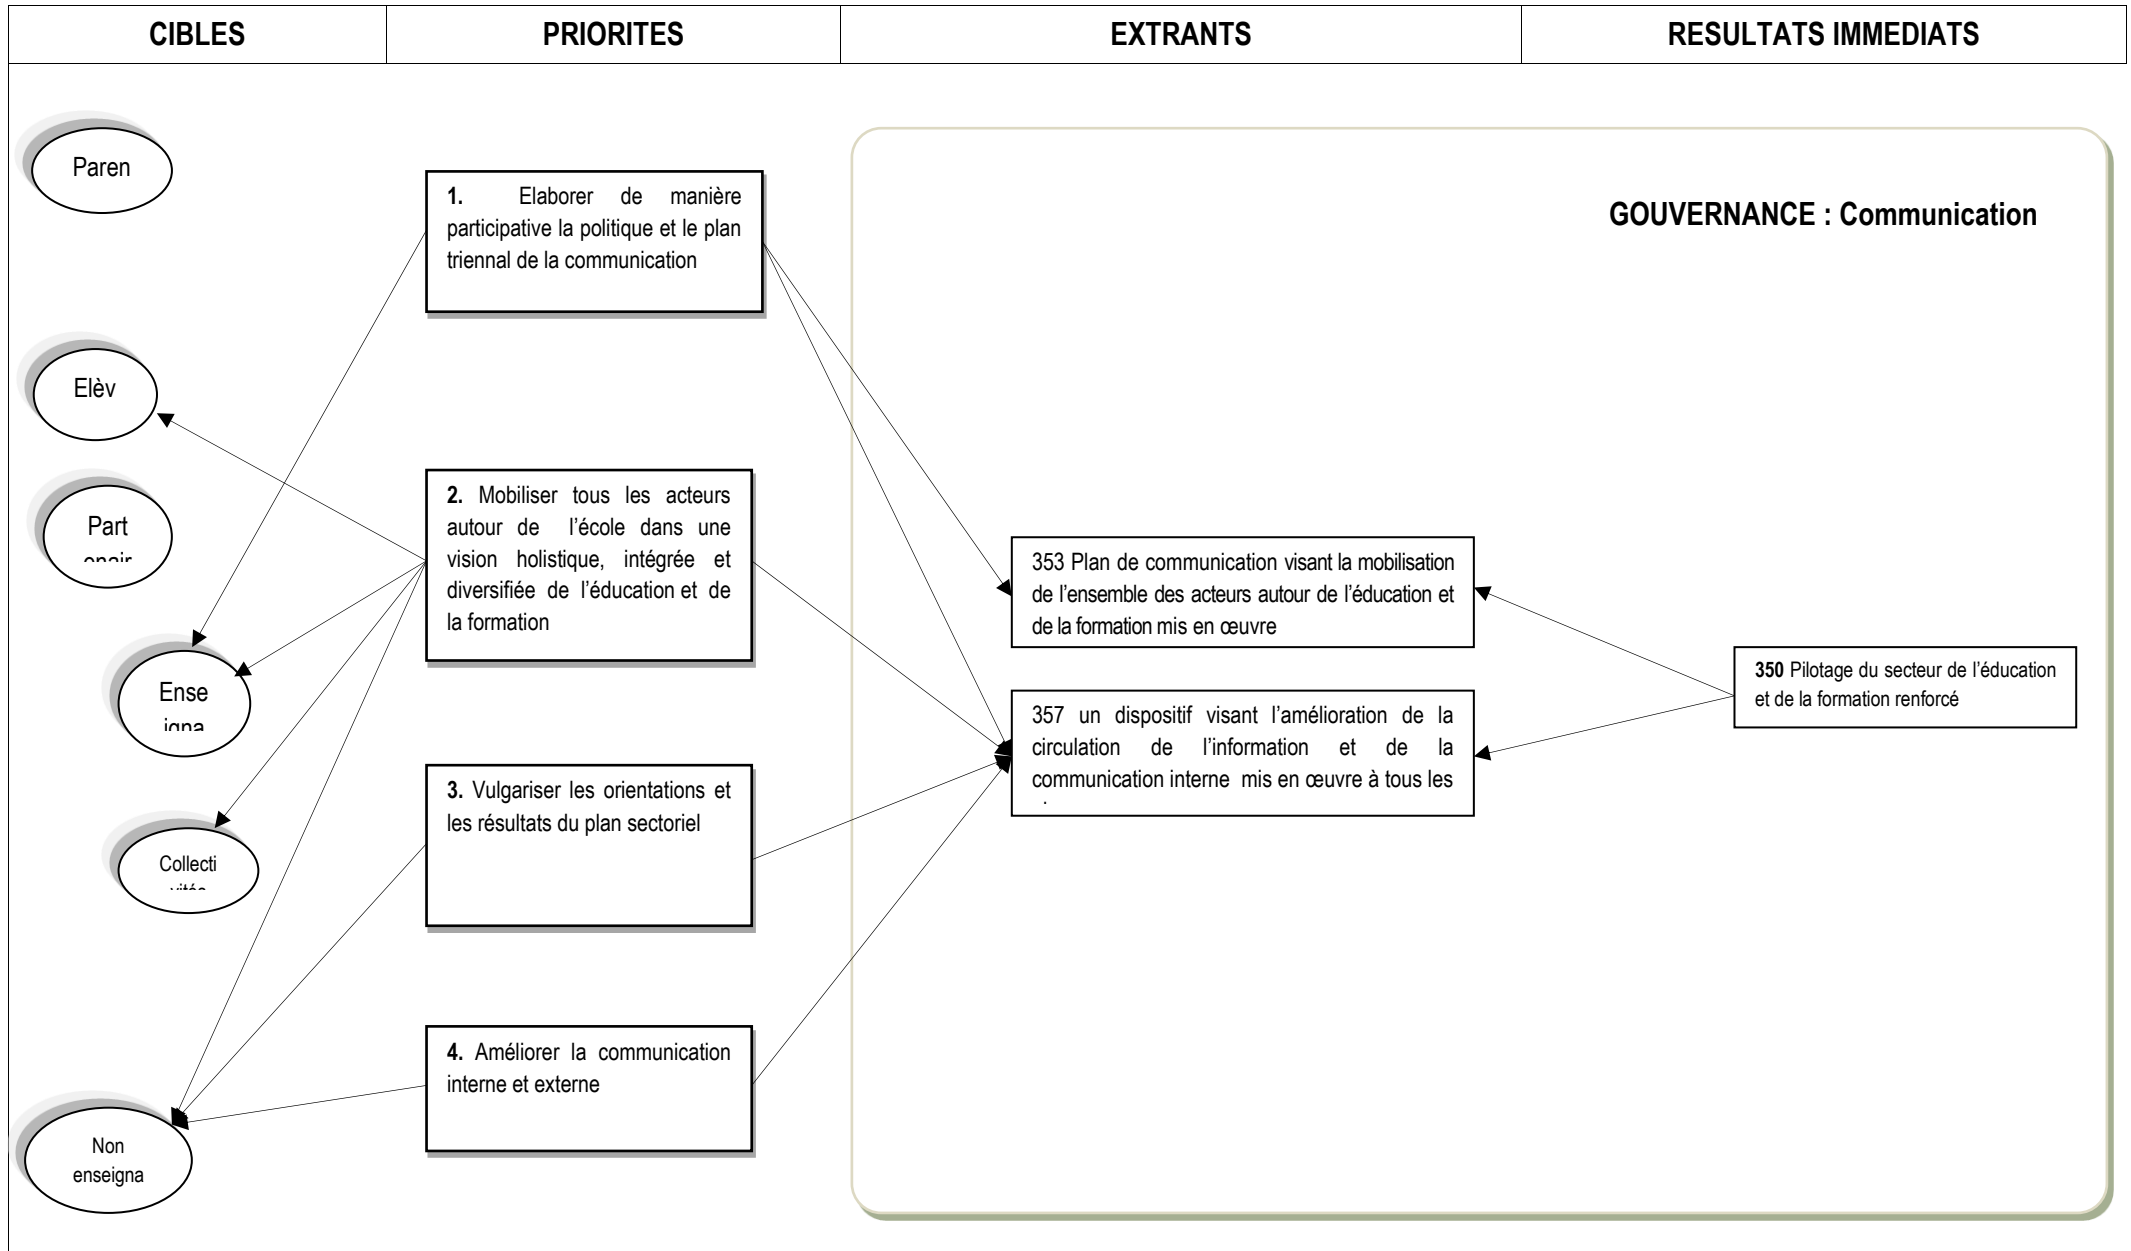 CIBLES
PRIORITES
EXTRANTS
RESULTATS IMMEDIATS
Paren
Elèv
Part
Ense
Collecti
Non
enseigna
1. Elaborer de manière
participative la politique et le plan
triennal de la communication
2. Mobiliser tous les acteurs
autour de l’école dans une
vision holistique, intégrée et
diversifiée de l’éducation et de
la formation
3. Vulgariser les orientations et
les résultats du plan sectoriel
4. Améliorer la communication
interne et externe
GOUVERNANCE : Communication
353 Plan de communication visant la mobilisation
de l’ensemble des acteurs autour de l’éducation et
de la formation mis en œuvre
357 un dispositif visant l’amélioration de la
circulation de l’information et de la
communication interne mis en œuvre à tous les
350 Pilotage du secteur de l’éducation
et de la formation renforcé